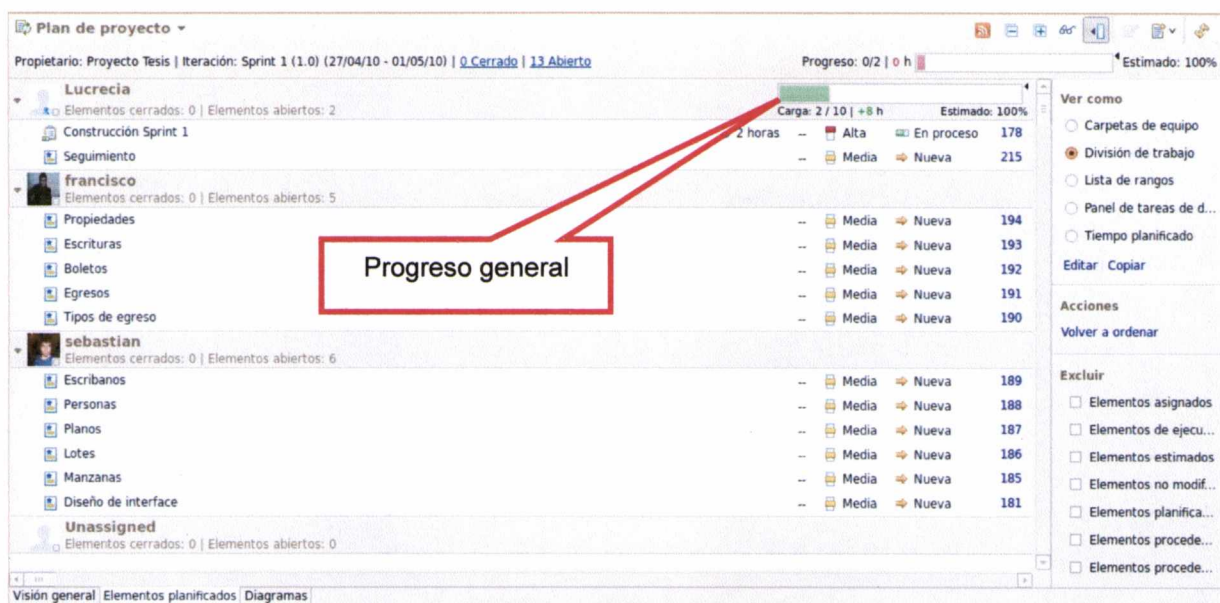 Plan de proyecto
Propietario: Proyecto Tesis | Iteración: Sprint 1 (1.0) (27/04/10 - 01/05/10) | 0 Cerrado | 13 Abierto Progreso: 0/2 | 0 h Estimado: 100%
Lucrecia
Elementos cerrados: 0 | Elementos abiertos: 2 Carga: 2 / 10 | +8 h Estimado: 100%
Construcción Sprint 1 2 horas -- Alta En proceso 178
Seguimiento -- Media Nueva 215
francisco
Elementos cerrados: 0 | Elementos abiertos: 5
Propiedades -- Media Nueva 194
Escrituras -- Media Nueva 193
Boletos -- Media Nueva 192
Egresos -- Media Nueva 191
Tipos de egreso -- Media Nueva 190
Progreso general
sebastian
Elementos cerrados: 0 | Elementos abiertos: 6
Escribanos -- Media Nueva 189
Personas -- Media Nueva 188
Planos -- Media Nueva 187
Lotes -- Media Nueva 186
Manzanas -- Media Nueva 185
Diseño de interface -- Media Nueva 181
Unassigned
Elementos cerrados: 0 | Elementos abiertos: 0
Ver como
Carpetas de equipo
División de trabajo
Lista de rangos
Panel de tareas de d...
Tiempo planificado
Editar Copiar
Acciones
Volver a ordenar
Excluir
Elementos asignados
Elementos de ejecu...
Elementos estimados
Elementos no modif...
Elementos planifica...
Elementos procede...
Elementos procede...
Visión general Elementos planificados Diagramas